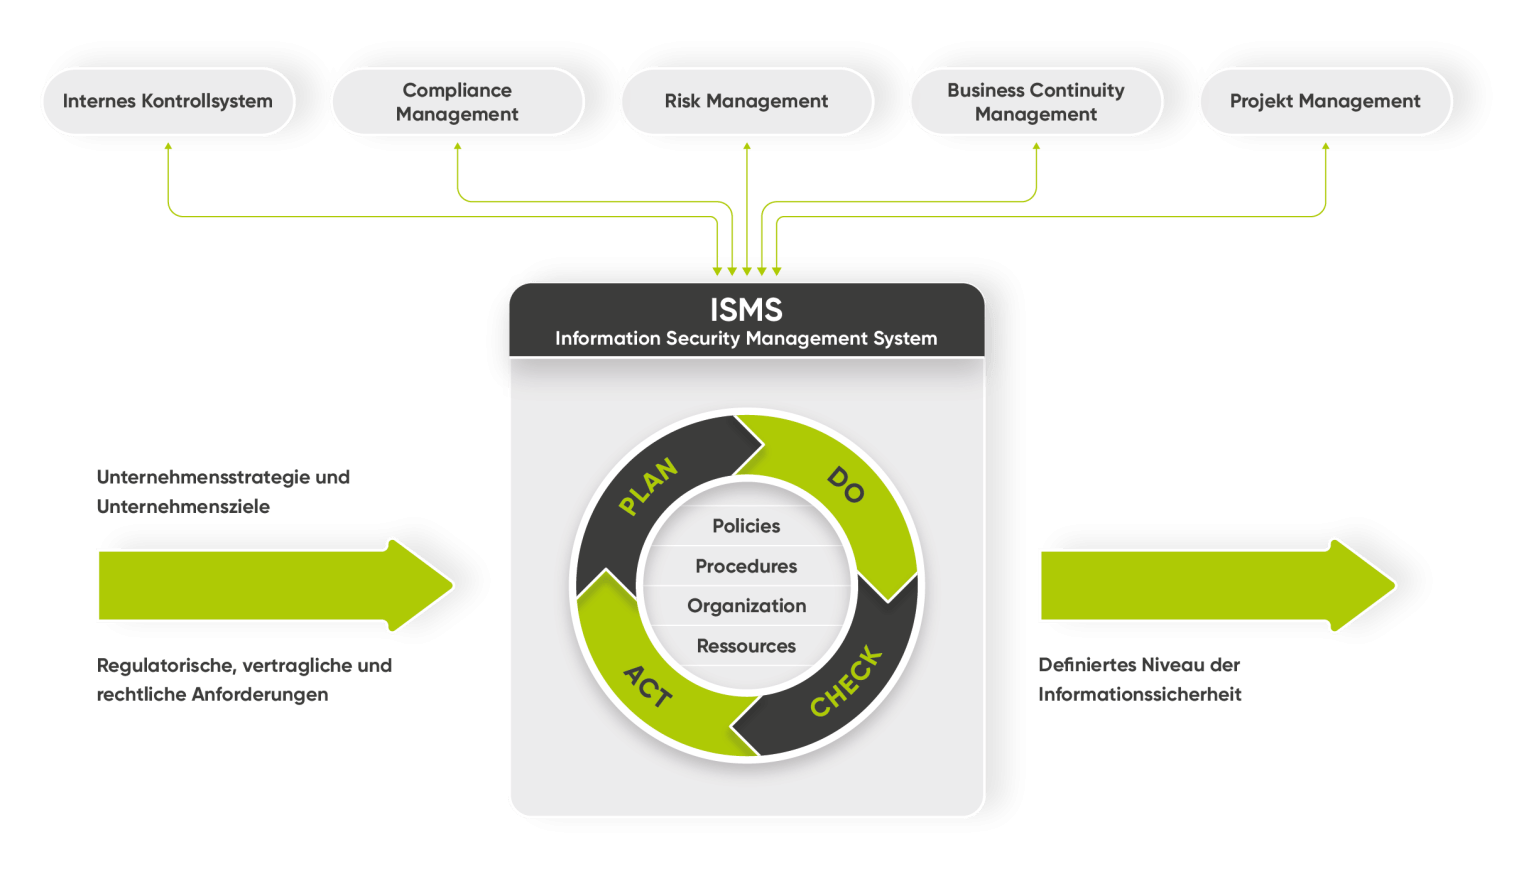 Internes Kontrollsystem
Compliance
Management
Risk Management
Business Continuity
Management
Projekt Management
ISMS
Information Security Management System
Unternehmensstrategie und
Unternehmensziele
Regulatorische, vertragliche und
rechtliche Anforderungen
PLAN
DO
CHECK
ACT
Policies
Procedures
Organization
Ressources
Definiertes Niveau der
Informationssicherheit